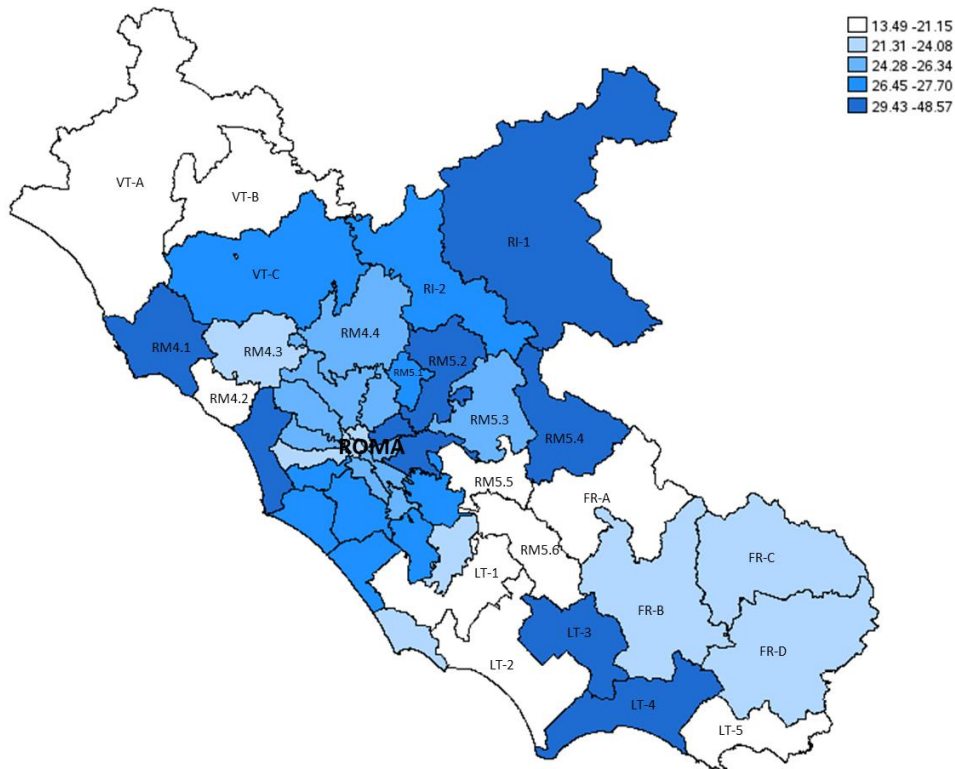 13.49 -21.15
21.31 -24.08
24.28 -26.34
26.45 -27.70
29.43 -48.57
VT-A
VT-B
RI-1
VT-C
RI-2
RM4.4
RM4.1
RM4.3
RM5.2
RM5.1
RM4.2
RM5.3
RM5.4
ROMA
RM5.5
FR-A
RM5.6
FR-C
LT-1
FR-B
LT-3
FR-D
LT-2
LT-4
LT-5